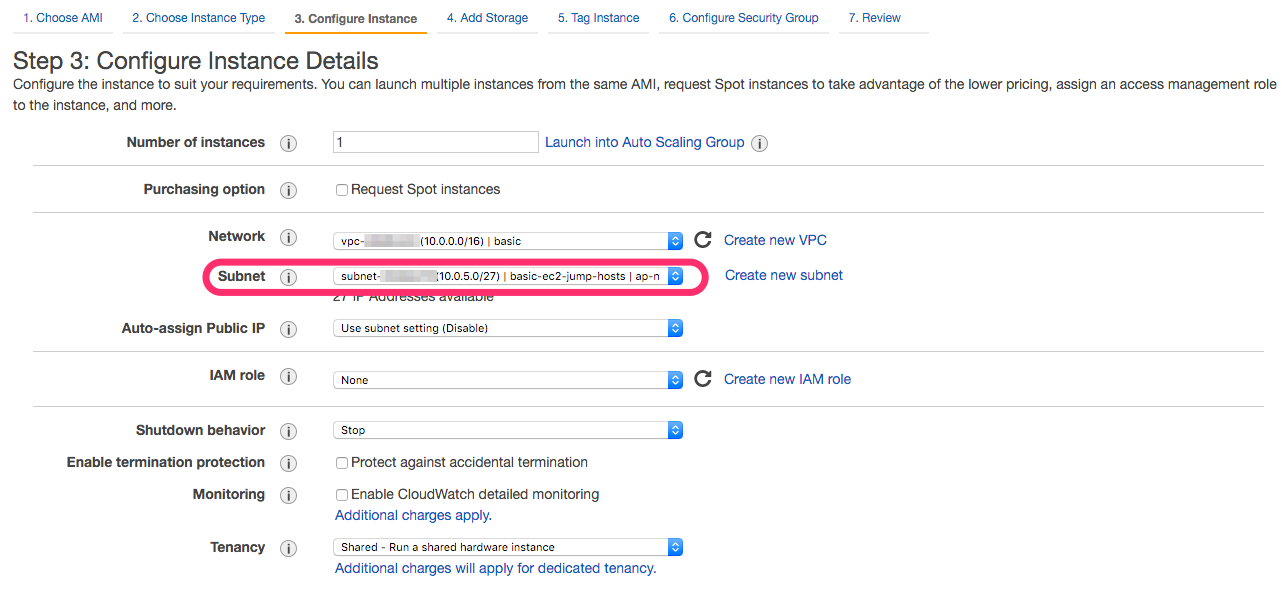 1. Choose AMI 2. Choose Instance Type 3. Configure Instance 4. Add Storage 5. Tag Instance 6. Configure Security Group 7. Review
Step 3: Configure Instance Details
Configure the instance to suit your requirements. You can launch multiple instances from the same AMI, request Spot instances to take advantage of the lower pricing, assign an access management role
to the instance, and more.
Number of instances i 1 Launch into Auto Scaling Group i
Purchasing option i Request Spot instances
Network i vpc- (10.0.0.0/16) | basic Create new VPC
Subnet i subnet- (10.0.5.0/27) | basic-ec2-jump-hosts | ap-n Create new subnet
27 IP Addresses available
Auto-assign Public IP i Use subnet setting (Disable)
IAM role i None Create new IAM role
Shutdown behavior i Stop
Enable termination protection i Protect against accidental termination
Monitoring i Enable CloudWatch detailed monitoring
Additional charges apply.
Tenancy i Shared - Run a shared hardware instance
Additional charges will apply for dedicated tenancy.